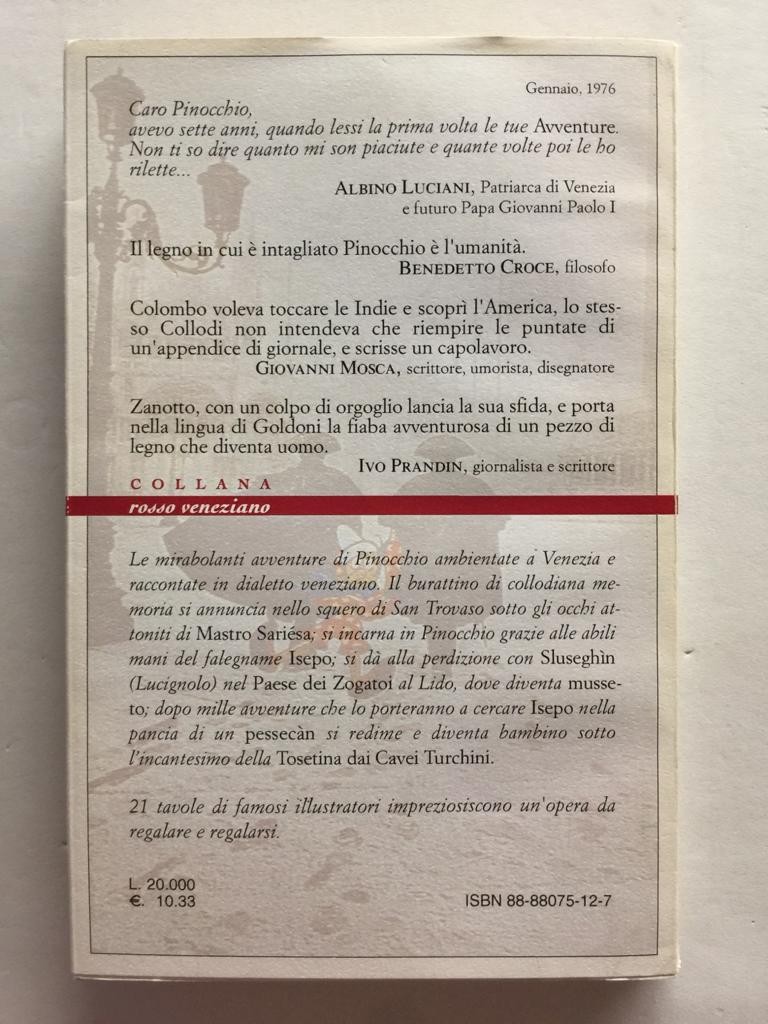 Gennaio, 1976
Caro Pinocchio,
avevo sette anni, quando lessi la prima volta le tue Avventure.
Non ti so dire quanto mi son piaciute e quante volte poi le ho
rilette...
ALBINO LUCIANI, Patriarca di Venezia
e futuro Papa Giovanni Paolo I
Il legno in cui è intagliato Pinocchio è l'umanità.
BENEDETTO CROCE, filosofo
Colombo voleva toccare le Indie e scoprì l'America, lo stes-
so Collodi non intendeva che riempire le puntate di
un'appendice di giornale, e scrisse un capolavoro.
GIOVANNI MOSCA, scrittore, umorista, disegnatore
Zanotto, con un colpo di orgoglio lancia la sua sfida, e porta
nella lingua di Goldoni la fiaba avventurosa di un pezzo di
legno che diventa uomo.
IVO PRANDIN, giornalista e scrittore
COLLANA
rosso veneziano
Le mirabolanti avventure di Pinocchio ambientate a Venezia e
raccontate in dialetto veneziano. Il burattino di collodiana me-
moria si annuncia nello squero di San Trovaso sotto gli occhi at-
toniti di Mastro Sariésa; si incarna in Pinocchio grazie alle abili
mani del falegname Isepo; si dà alla perdizione con Sluseghìn
(Lucignolo) nel Paese dei Zogatoi al Lido, dove diventa musse-
to; dopo mille avventure che lo porteranno a cercare Isepo nella
pancia di un pessecàn si redime e diventa bambino sotto
l'incantesimo della Tosetina dai Cavei Turchini.
21 tavole di famosi illustratori impreziosiscono un'opera da
regalare e regalarsi.
L. 20.000
€. 10.33
ISBN 88-88075-12-7